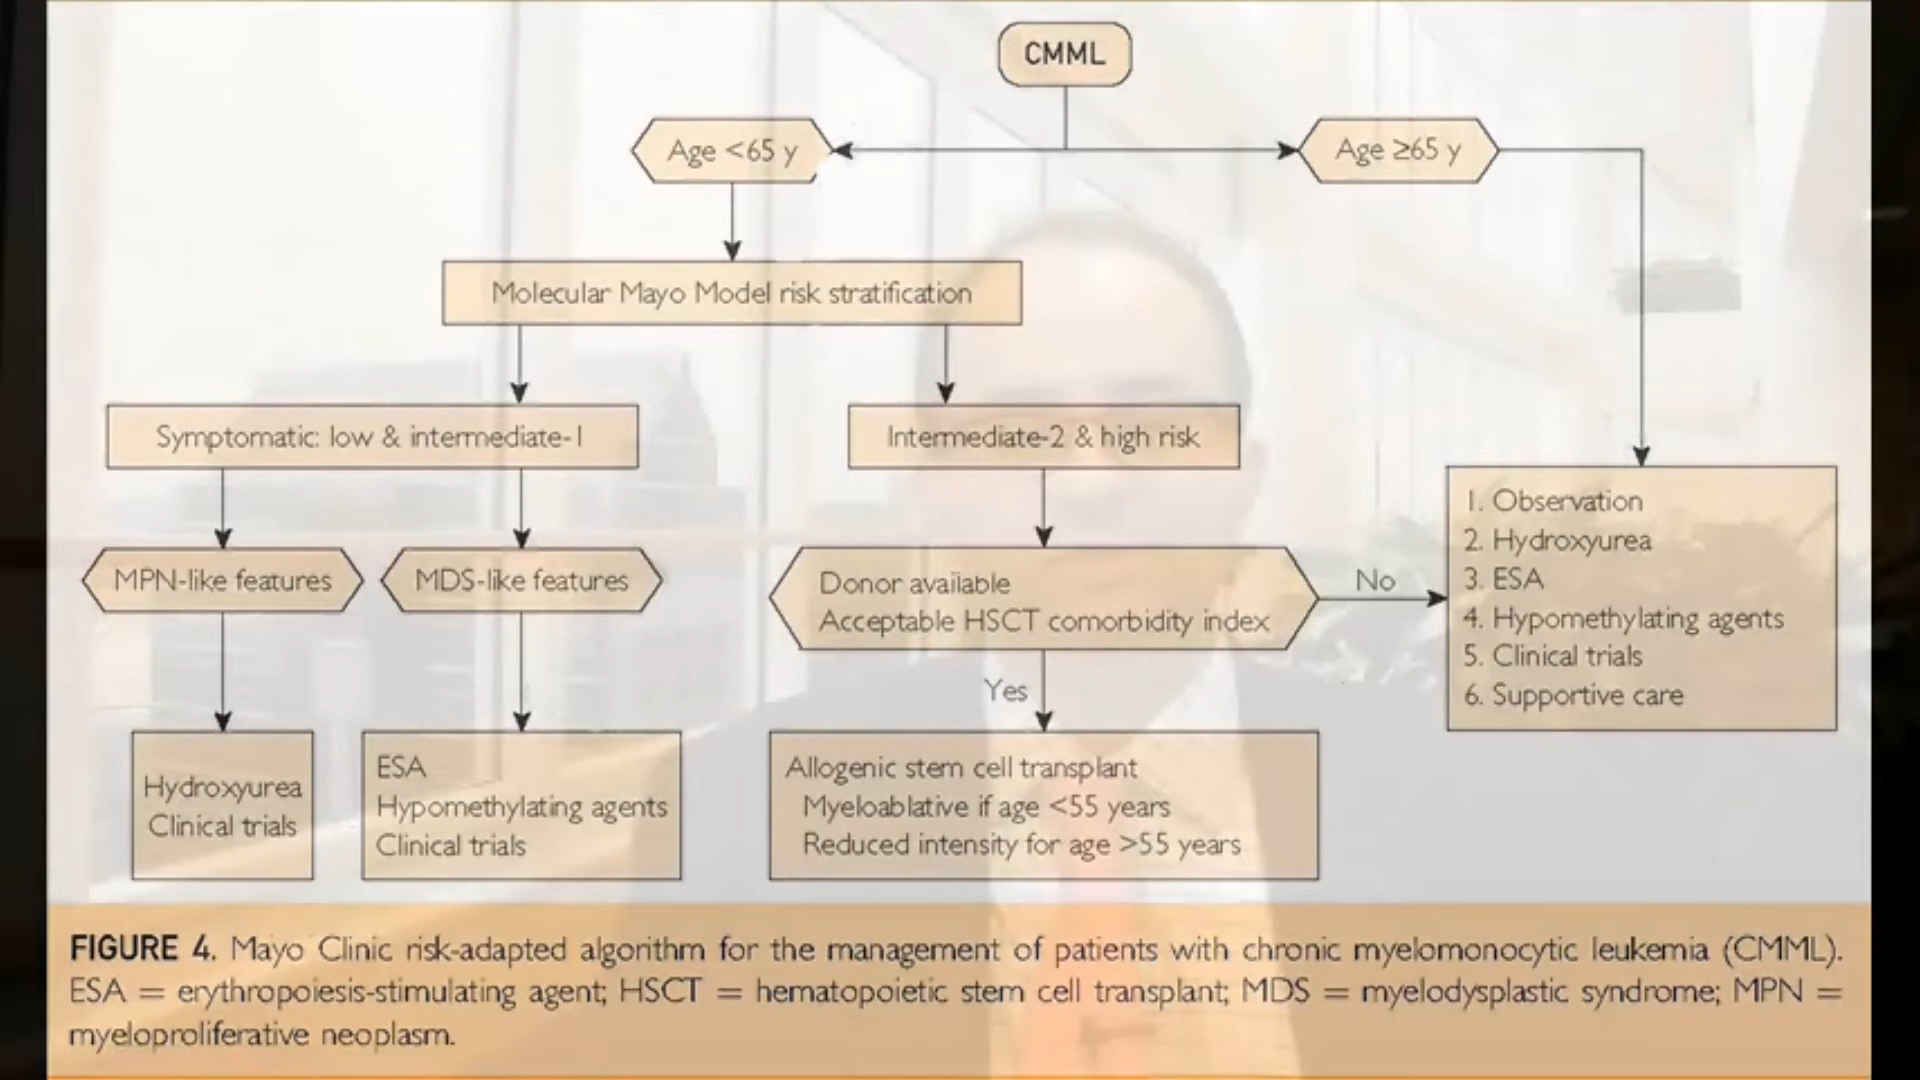 CMML
Age <65 y
Age ≥65 y
Molecular Mayo Model risk stratification
Symptomatic: low & intermediate-1
Intermediate-2 & high risk
MPN-like features
MDS-like features
Donor available
Acceptable HSCT comorbidity index
No
Yes
1. Observation
2. Hydroxyurea
3. ESA
4. Hypomethylating agents
5. Clinical trials
6. Supportive care
Hydroxyurea
Clinical trials
ESA
Hypomethylating agents
Clinical trials
Allogenic stem cell transplant
Myeloablative if age <55 years
Reduced intensity for age >55 years
FIGURE 4. Mayo Clinic risk-adapted algorithm for the management of patients with chronic myelomonocytic leukemia (CMML).
ESA = erythropoiesis-stimulating agent; HSCT = hematopoietic stem cell transplant; MDS = myelodysplastic syndrome; MPN =
myeloproliferative neoplasm.